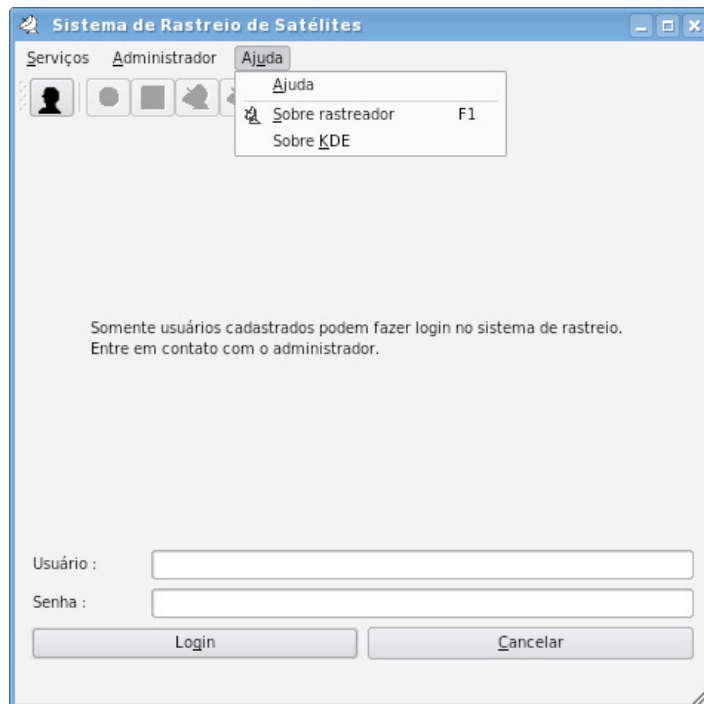 Sistema de Rastreio de Satélites
Serviços Administrador Ajuda
Ajuda
Sobre rastreador F1
Sobre KDE
Somente usuários cadastrados podem fazer login no sistema de rastreio.
Entre em contato com o administrador.
Usuário :
Senha :
Login Cancelar